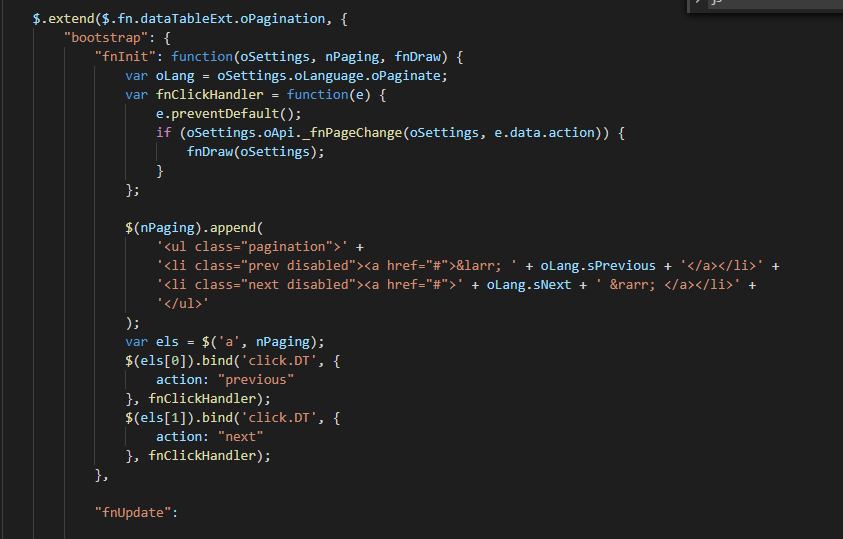 js
$.extend($.fn.dataTableExt.oPagination, {
"bootstrap": {
"fnInit": function(oSettings, nPaging, fnDraw) {
var oLang = oSettings.oLanguage.oPaginate;
var fnClickHandler = function(e) {
e.preventDefault();
if (oSettings.oApi._fnPageChange(oSettings, e.data.action)) {
fnDraw(oSettings);
}
};
$(nPaging).append(
'<ul class="pagination">' +
'<li class="prev disabled"><a href="#">&larr; ' + oLang.sPrevious + '</a></li>' +
'<li class="next disabled"><a href="#">' + oLang.sNext + ' &rarr; </a></li>' +
'</ul>'
);
var els = $('a', nPaging);
$(els[0]).bind('click.DT', {
action: "previous"
}, fnClickHandler);
$(els[1]).bind('click.DT', {
action: "next"
}, fnClickHandler);
},
"fnUpdate":